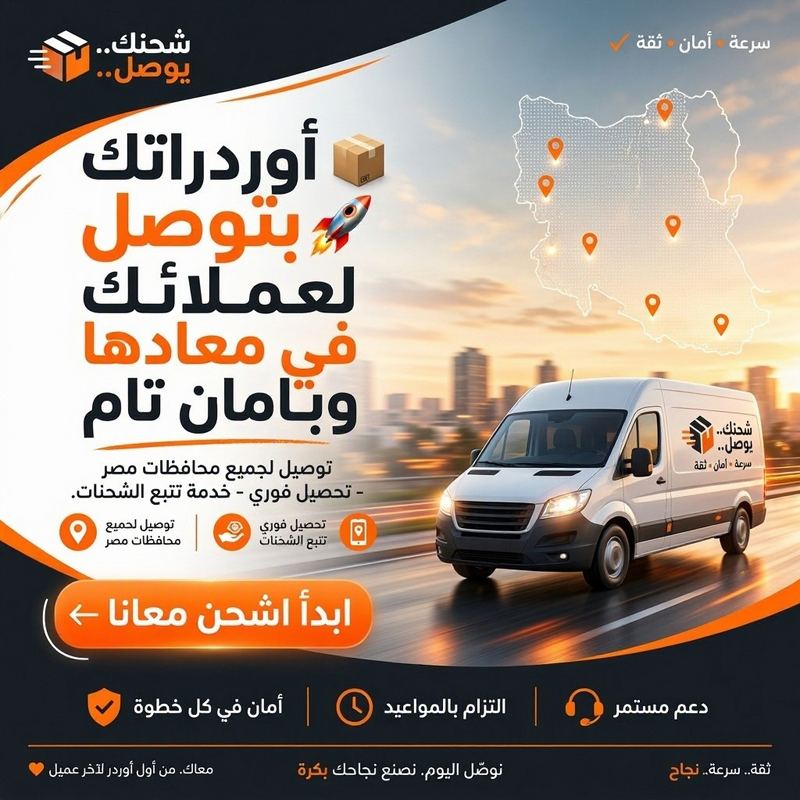 شحنك..
يوصل..
سرعة • أمان • ثقة
أوردراتك
بتوصل
لعملائك
في معادها
وبامان تام
توصيل لجميع محافظات مصر
- تحصيل فوري - خدمة تتبع الشحنات.
تحصيل فوري
تتبع الشحنات
توصيل لحميع
محافظات مصر
شحنك..
يوصل..
سرعة • أمان • ثقة
ابدأ اشحن معانا ←
دعم مستمر
التزام بالمواعيد
أمان في كل خطوة
ثقة.. سرعة.. نجاح
نوصّل اليوم. نصنع نجاحك بكرة
معاك. من أول أوردر لآخر عميل